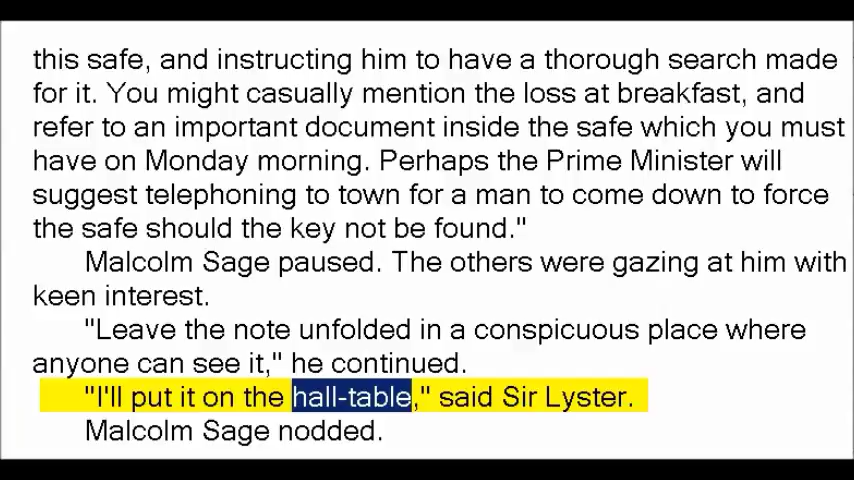 this safe, and instructing him to have a thorough search made
for it. You might casually mention the loss at breakfast, and
refer to an important document inside the safe which you must
have on Monday morning. Perhaps the Prime Minister will
suggest telephoning to town for a man to come down to force
the safe should the key not be found."
Malcolm Sage paused. The others were gazing at him with
keen interest.
"Leave the note unfolded in a conspicuous place where
anyone can see it," he continued.
"I'll put it on the hall-table," said Sir Lyster.
Malcolm Sage nodded.